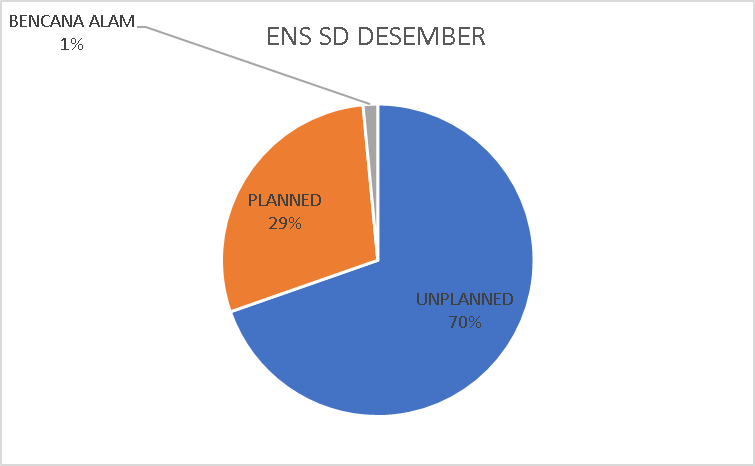 ENS SD DESEMBER
BENCANA ALAM
1%
PLANNED
29%
UNPLANNED
70%